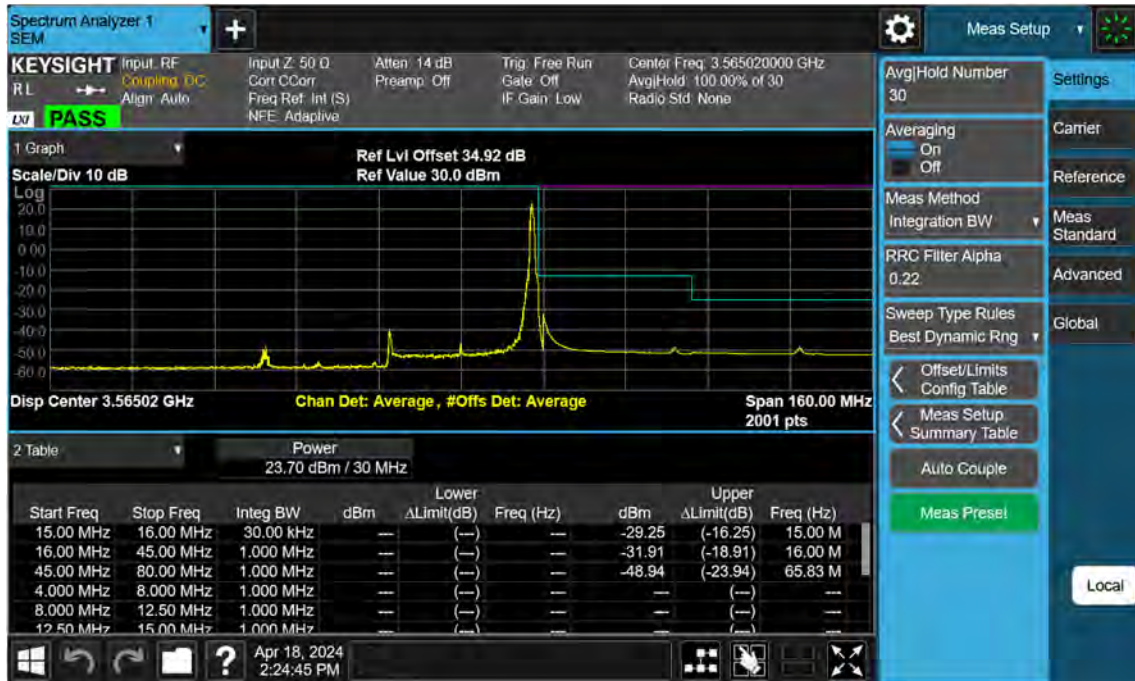 Spectrum Analyzer 1
SEM
+
Meas Setup
KEYSIGHT
Input: RF
Coupling: DC
Align: Auto
Input Z: 50 Ω
Corr CCorr
Freq Ref: Int (S)
NFE: Adaptive
Atten: 14 dB
Preamp: Off
Trig: Free Run
Gate: Off
IF Gain: Low
Center Freq: 3.565020000 GHz
Avg|Hold: 100.00% of 30
Radio Std: None
RL
LXI
PASS
1 Graph
Ref Lvl Offset 34.92 dB
Scale/Div 10 dB
Ref Value 30.0 dBm
Log
20.0
10.0
0.00
-10.0
-20.0
-30.0
-40.0
-50.0
-60.0
Disp Center 3.56502 GHz
Chan Det: Average , #Offs Det: Average
Span 160.00 MHz
2001 pts
2 Table
Power
23.70 dBm / 30 MHz
Lower Upper
Start Freq Stop Freq Integ BW dBm ΔLimit(dB) Freq (Hz) dBm ΔLimit(dB) Freq (Hz)
15.00 MHz 16.00 MHz 30.00 kHz --- (---) --- -29.25 (-16.25) 15.00 M
16.00 MHz 45.00 MHz 1.000 MHz --- (---) --- -31.91 (-18.91) 16.00 M
45.00 MHz 80.00 MHz 1.000 MHz --- (---) --- -48.94 (-23.94) 65.83 M
4.000 MHz 8.000 MHz 1.000 MHz --- (---) --- --- (---) ---
8.000 MHz 12.50 MHz 1.000 MHz --- (---) --- --- (---) ---
12.50 MHz 15.00 MHz 1.000 MHz --- (---) --- --- (---) ---
?
Apr 18, 2024
2:24:45 PM
Avg|Hold Number
30
Averaging
On
Off
Meas Method
Integration BW
RRC Filter Alpha
0.22
Sweep Type Rules
Best Dynamic Rng
Offset/Limits
Config Table
Meas Setup
Summary Table
Auto Couple
Meas Preset
Settings
Carrier
Reference
Meas
Standard
Advanced
Global
Local